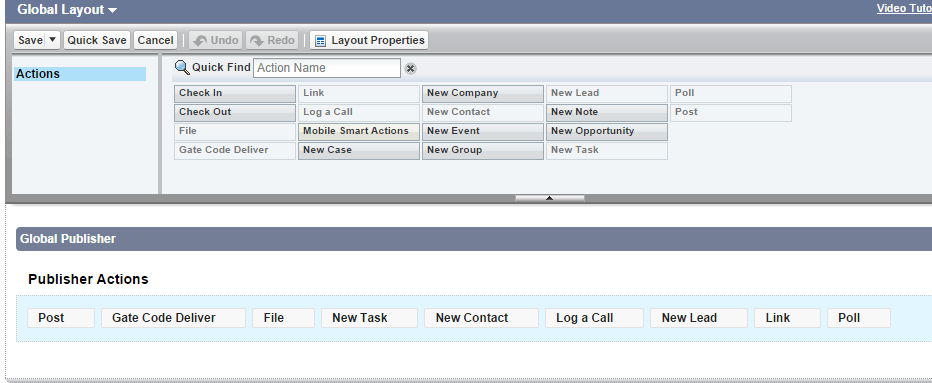 Global Layout
Video Tuto
Save Quick Save Cancel Undo Redo Layout Properties
Actions
Quick Find Action Name
Check In Link New Company New Lead Poll
Check Out Log a Call New Contact New Note Post
File Mobile Smart Actions New Event New Opportunity
Gate Code Deliver New Case New Group New Task
Global Publisher
Publisher Actions
Post Gate Code Deliver File New Task New Contact Log a Call New Lead Link Poll